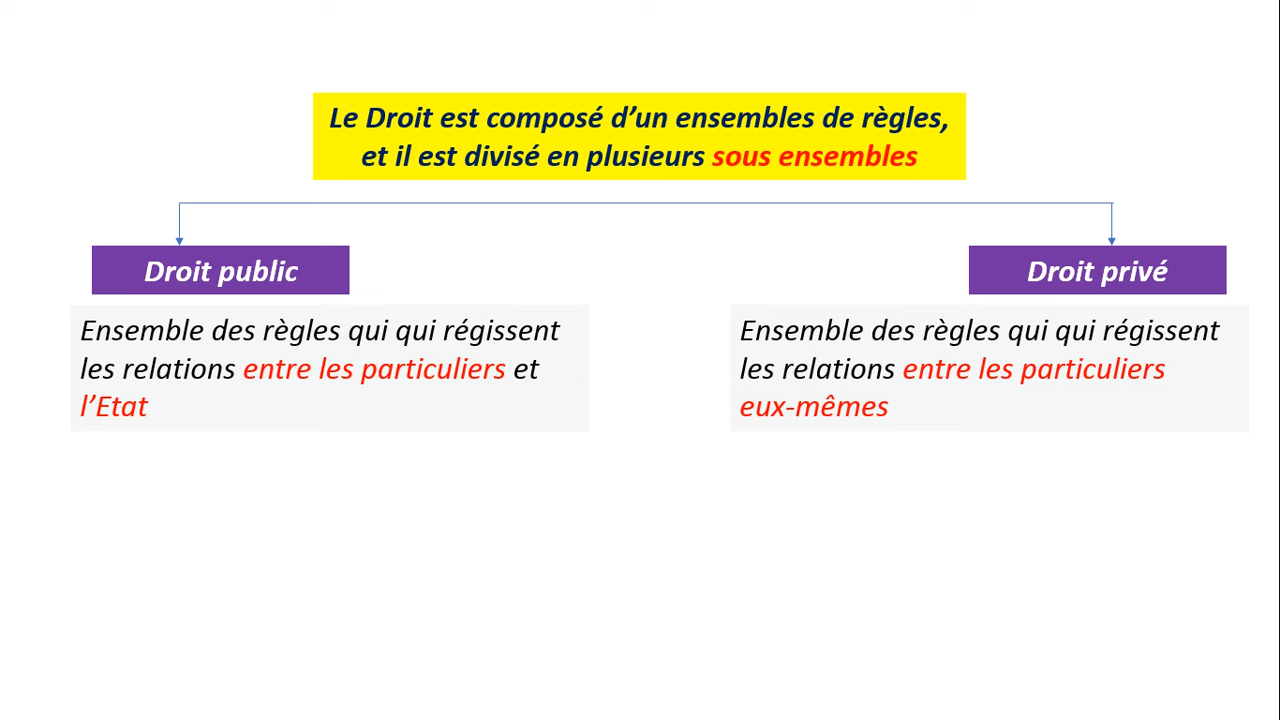 Le Droit est composé d’un ensembles de règles,
et il est divisé en plusieurs sous ensembles
Droit public
Ensemble des règles qui qui régissent
les relations entre les particuliers et
l’Etat
Droit privé
Ensemble des règles qui qui régissent
les relations entre les particuliers
eux-mêmes